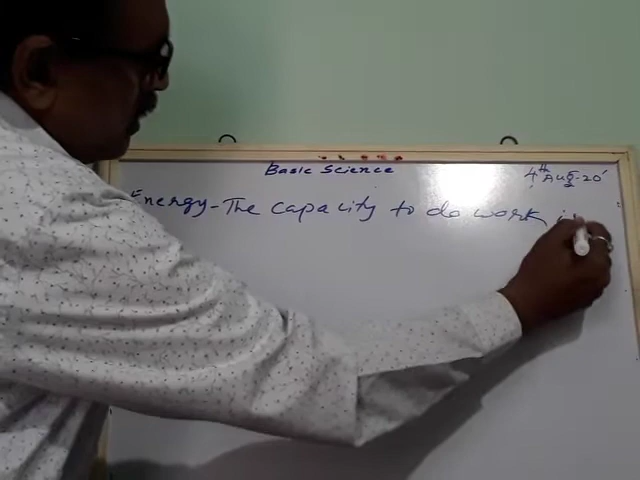 Basic Science
4th Aug-20'
Energy-The capacity to do work i